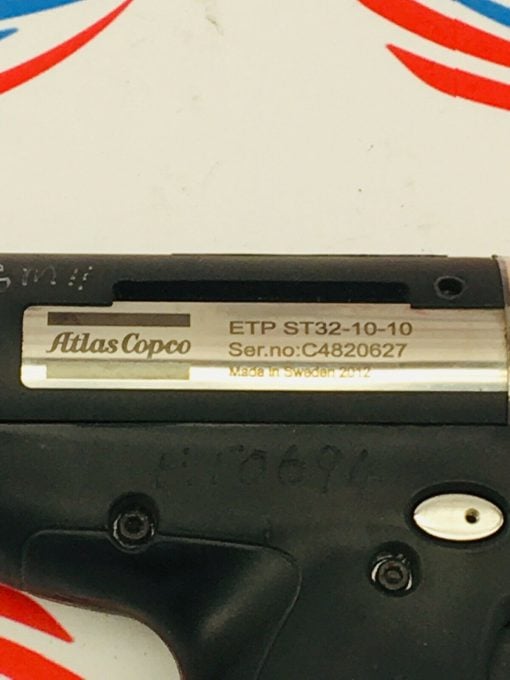 Atlas Copco
ETP ST32-10-10
Ser.no:C4820627
Made in Sweden 2012